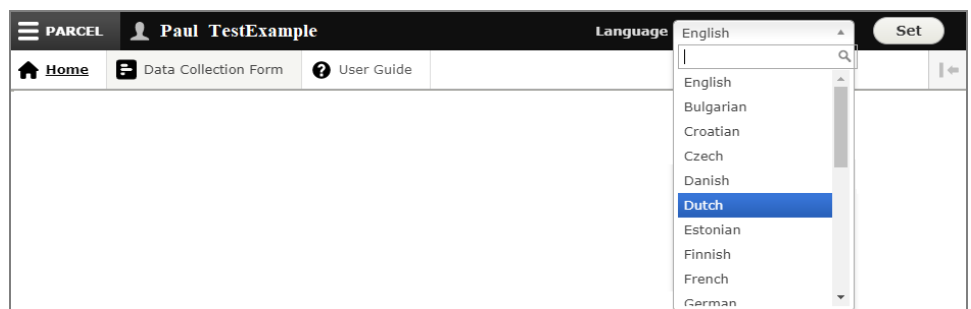 PARCEL Paul TestExample Language English Set
Home Data Collection Form User Guide
English
Bulgarian
Croatian
Czech
Danish
Dutch
Estonian
Finnish
French
German